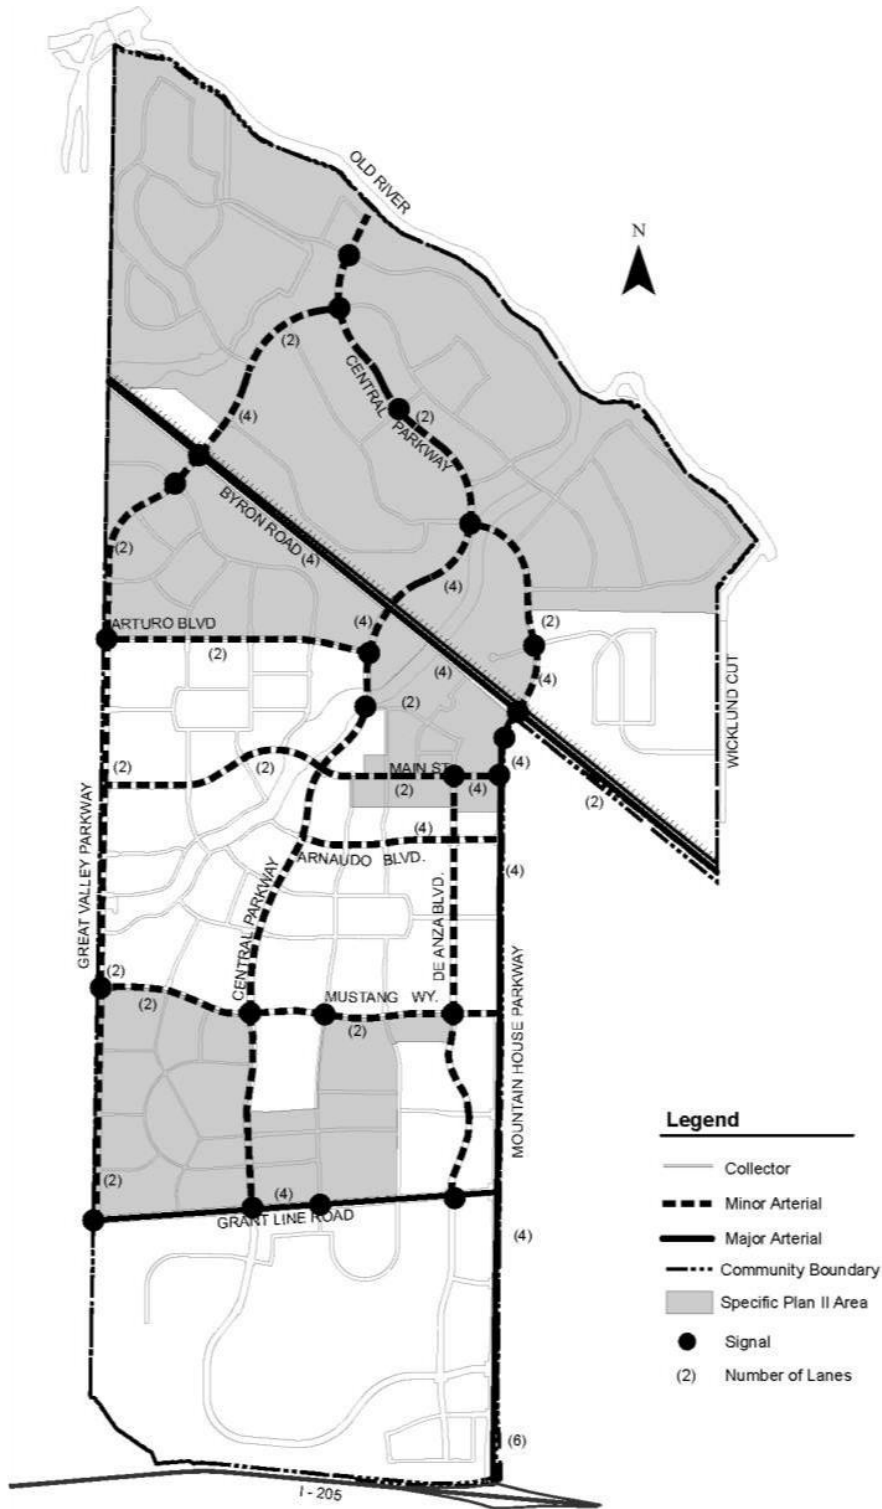 OLD RIVER
N
(2)
CENTRAL PARKWAY
(4)
(2)
BYRON ROAD
(4)
(2)
(4)
(4)
ARTURO BLVD
(2)
(2)
(4)
(4)
WICKLUND CUT
(2)
(2)
(2)
MAIN ST.
(2)
(4)
(4)
(2)
(4)
ARNAUDO BLVD.
(4)
GREAT VALLEY PARKWAY
CENTRAL PARKWAY
DE ANZA BLVD.
MOUNTAIN HOUSE PARKWAY
(2)
(2)
MUSTANG WY.
(2)
(2)
(4)
GRANT LINE ROAD
(4)
(6)
I - 205
Legend
Collector
Minor Arterial
Major Arterial
Community Boundary
Specific Plan II Area
Signal
(2) Number of Lanes